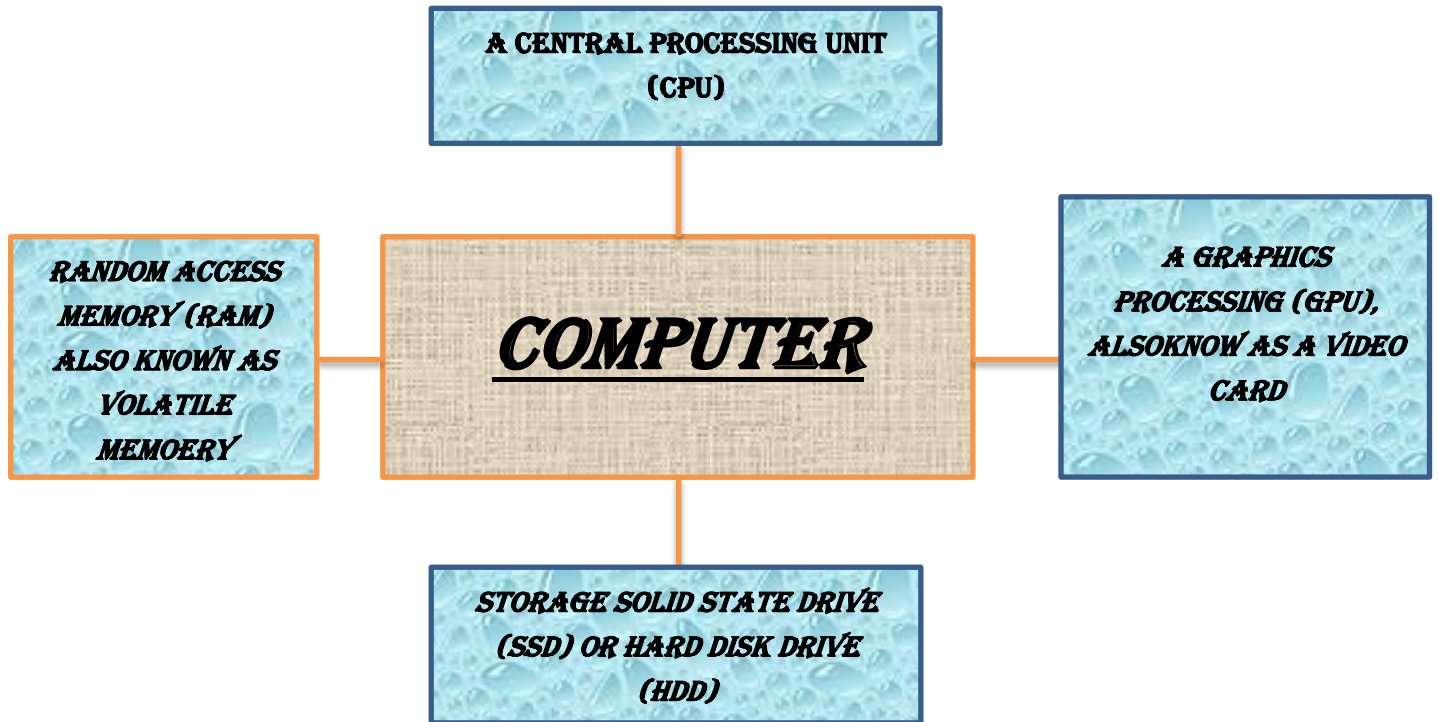 A CENTRAL PROCESSING UNIT
(CPU)
RANDOM ACCESS
MEMORY (RAM)
ALSO KNOWN AS
VOLATILE
MEMOERY
COMPUTER
A GRAPHICS
PROCESSING (GPU),
ALSOKNOW AS A VIDEO
CARD
STORAGE SOLID STATE DRIVE
(SSD) OR HARD DISK DRIVE
(HDD)